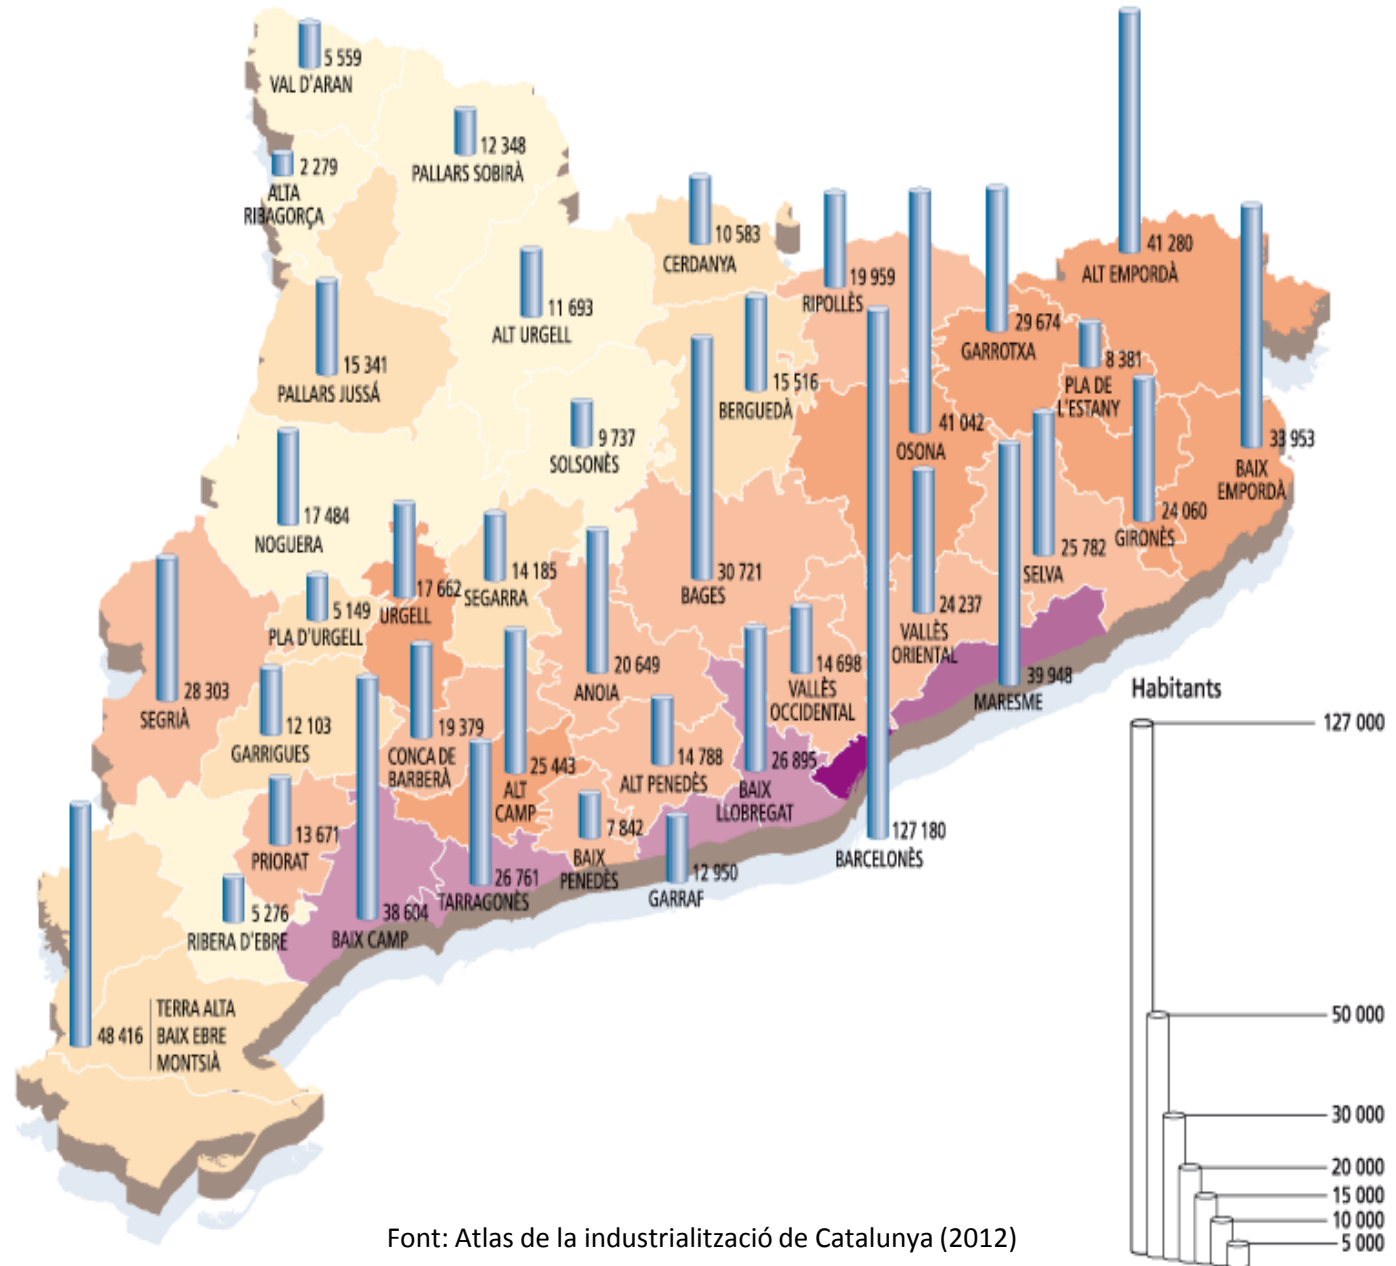 5 559
VAL D'ARAN
12 348
PALLARS SOBIRÀ
2 279
ALTA
RIBAGORÇA
10 583
CERDANYA
19 959
RIPOLLÈS
41 280
ALT EMPORDÀ
11 693
ALT URGELL
29 674
GARROTXA
15 341
PALLARS JUSSÁ
15 516
BERGUEDÀ
8 381
PLA DE
L'ESTANY
9 737
SOLSONÈS
41 042
OSONA
33 953
BAIX
EMPORDÀ
17 484
NOGUERA
24 060
GIRONÈS
17 662
URGELL
14 185
SEGARRA
30 721
BAGES
25 782
SELVA
5 149
PLA D'URGELL
24 237
VALLÈS
ORIENTAL
28 303
SEGRIÀ
20 649
ANOIA
14 698
VALLÈS
OCCIDENTAL
39 948
MARESME
12 103
GARRIGUES
19 379
CONCA DE
BARBERÀ
25 443
ALT
CAMP
14 788
ALT PENEDÈS
26 895
BAIX
LLOBREGAT
13 671
PRIORAT
7 842
BAIX
PENEDÈS
127 180
BARCELONÈS
26 761
TARRAGONÈS
12 950
GARRAF
5 276
RIBERA D'EBRE
38 604
BAIX CAMP
48 416
TERRA ALTA
BAIX EBRE
MONTSIÀ
Habitants
127 000
50 000
30 000
20 000
15 000
10 000
5 000
Font: Atlas de la industrialització de Catalunya (2012)